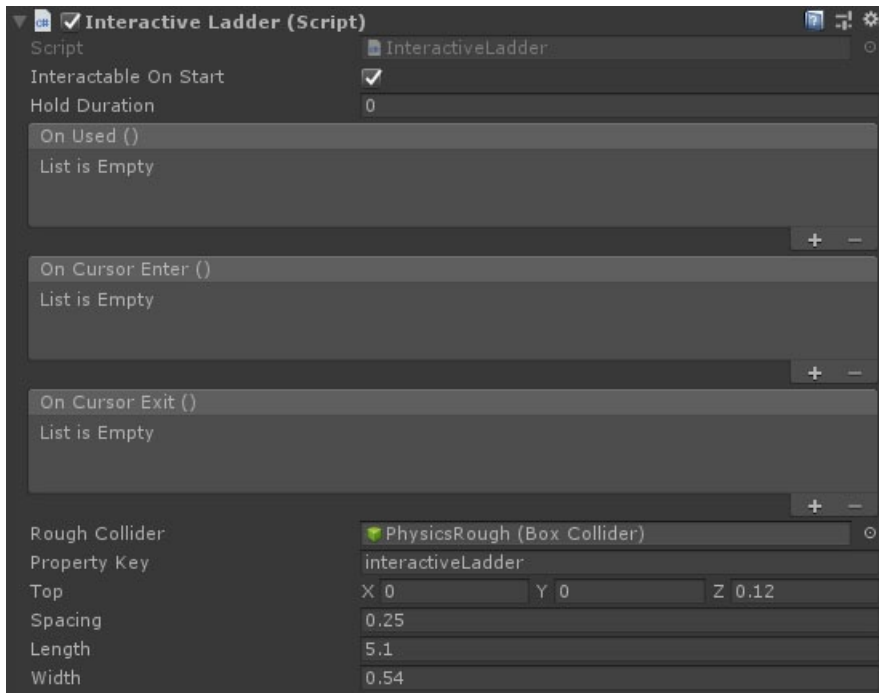 Interactive Ladder (Script)
Script InteractiveLadder
Interactable On Start
Hold Duration 0
On Used ()
List is Empty
+ −
On Cursor Enter ()
List is Empty
+ −
On Cursor Exit ()
List is Empty
+ −
Rough Collider PhysicsRough (Box Collider)
Property Key interactiveLadder
Top X 0 Y 0 Z 0.12
Spacing 0.25
Length 5.1
Width 0.54